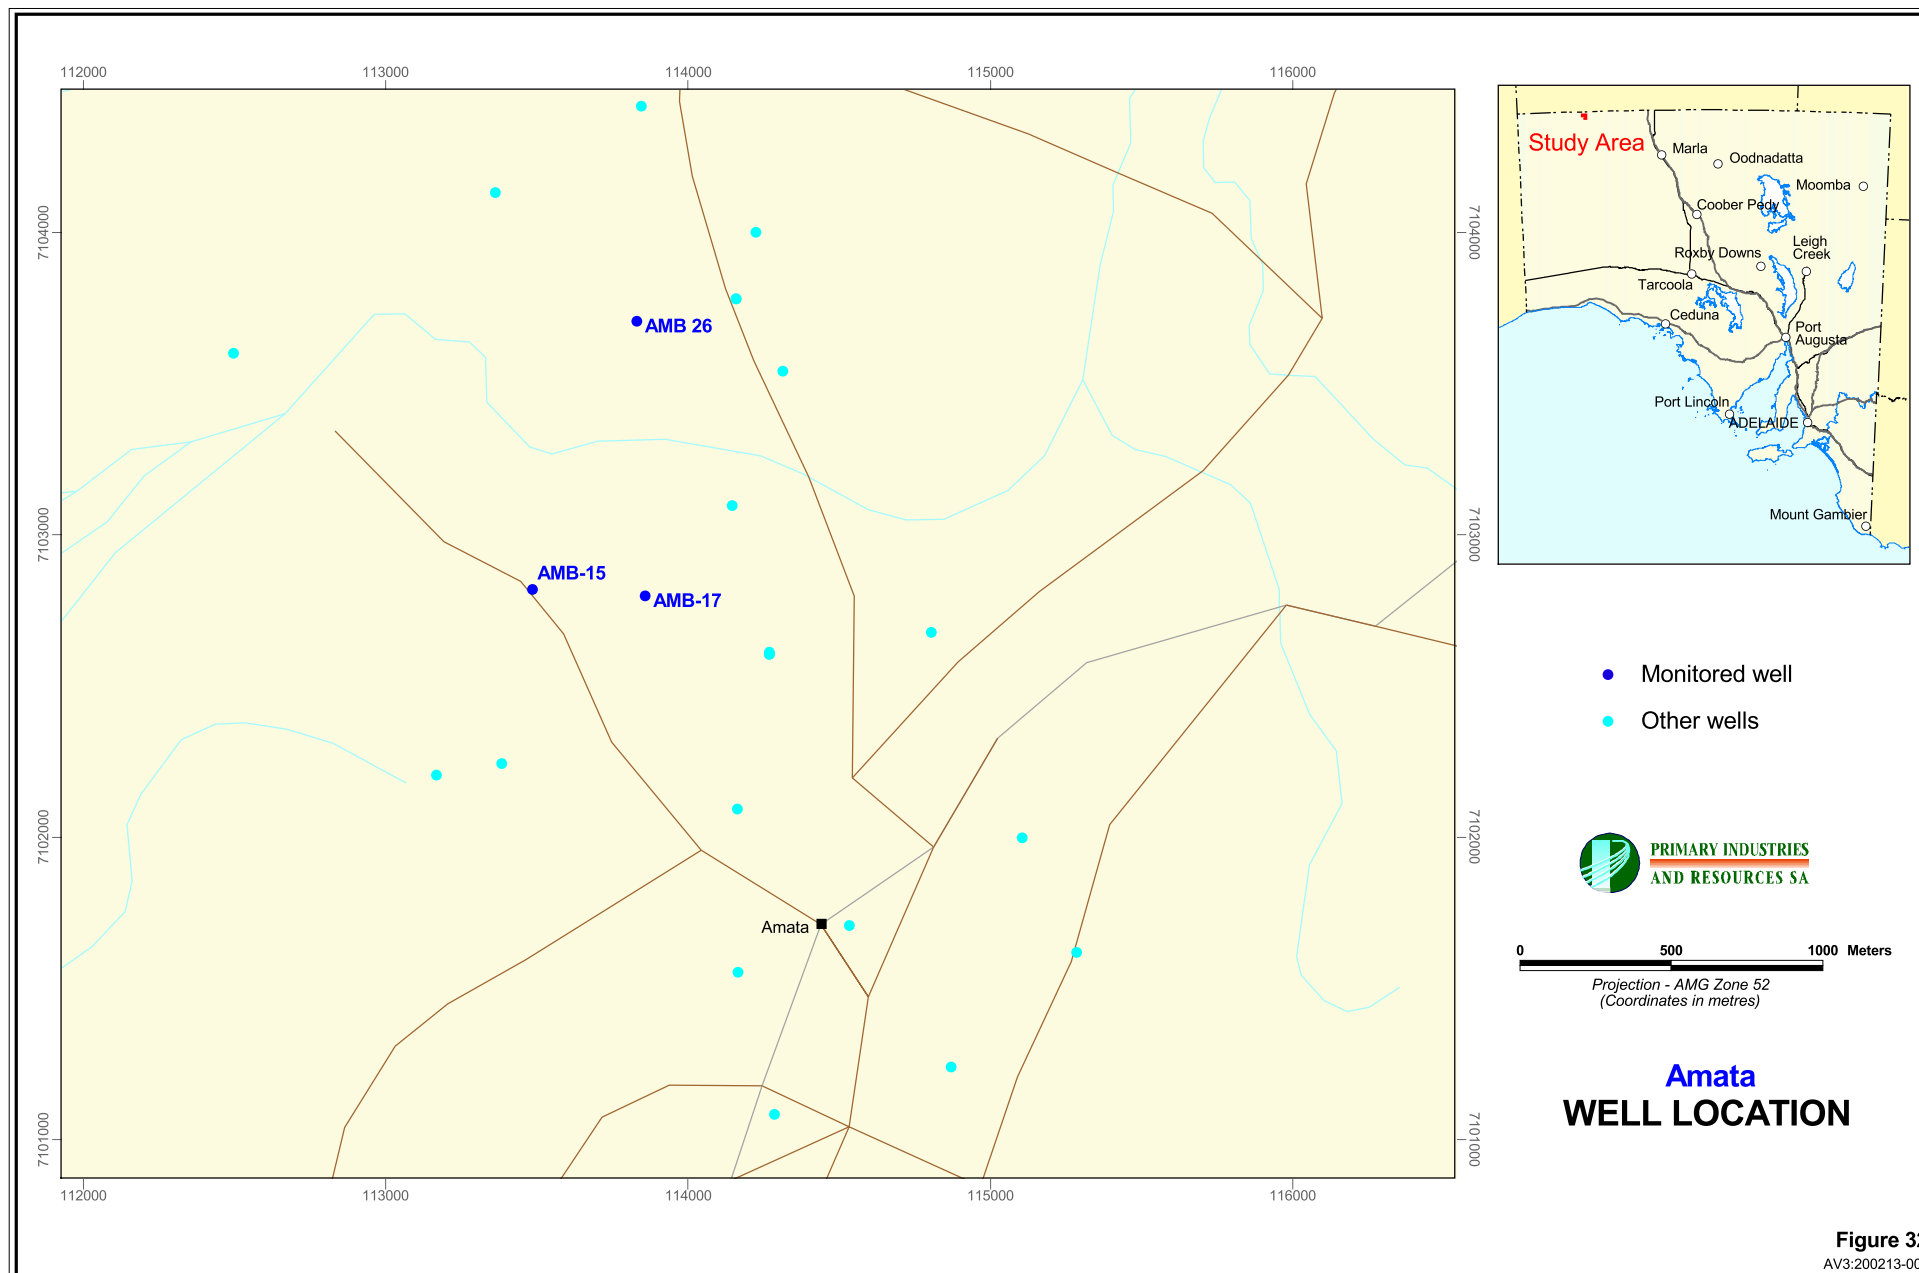 112000
113000
114000
115000
116000
7104000
7103000
7102000
7101000
7104000
7103000
7102000
7101000
112000
113000
114000
115000
116000
AMB 26
AMB-15
AMB-17
Amata
Study Area
Marla
Oodnadatta
Moomba
Coober Pedy
Roxby Downs
Leigh
Creek
Tarcoola
Ceduna
Port
Augusta
Port Lincoln
ADELAIDE
Mount Gambier
Monitored well
Other wells
PRIMARY INDUSTRIES
AND RESOURCES SA
0 500 1000 Meters
Projection - AMG Zone 52
(Coordinates in metres)
Amata
WELL LOCATION
Figure